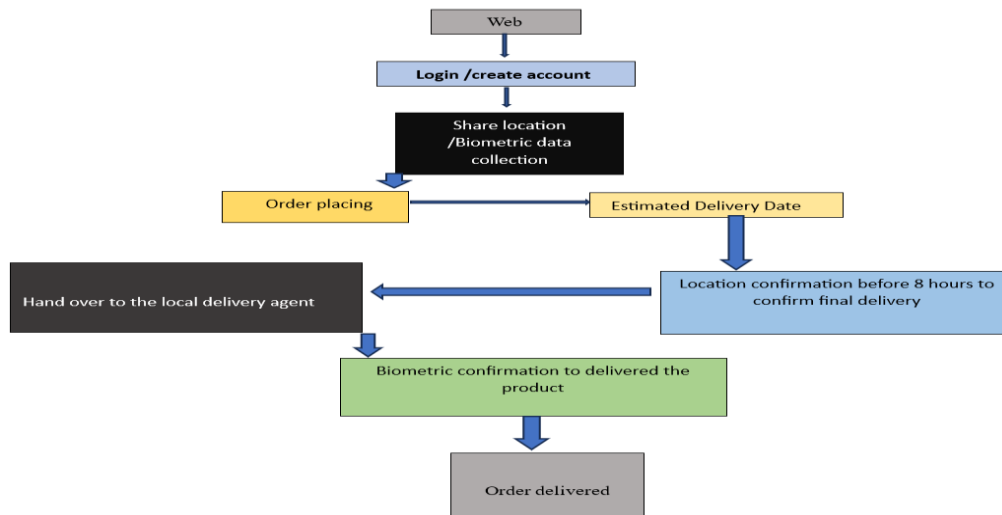 Web
Login /create account
Share location
/Biometric data
collection
Order placing
Estimated Delivery Date
Location confirmation before 8 hours to
confirm final delivery
Hand over to the local delivery agent
Biometric confirmation to delivered the
product
Order delivered